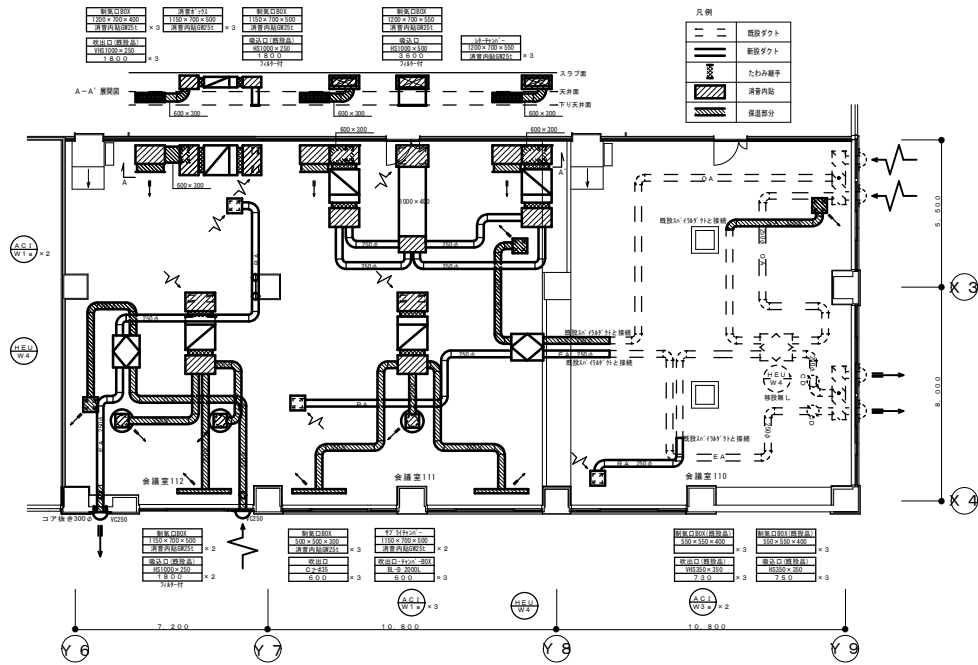 制気口BOX
1200×700×400
消音内貼GW25t
×3
吹出口(既設品)
VHS1000×250
1800
×3
消音ボックス
1150×700×500
消音内貼GW25t
×3
制気口BOX
1150×700×500
消音内貼GW25t
吸込口(既設品)
HS1000×250
1800
フィルター付
制気口BOX
1200×700×550
消音内貼GW25t
吸込口
HS1000×500
3600
フィルター付
1200×700×550
消音内貼GW25t
×3
凡例
既設ダクト
新設ダクト
たわみ継手
消音内貼
保温部分
A-A' 展開図
スラブ面
天井面
下り天井面
600×300
600×300
600×300
600×300
600×300
600×300
A
A'
1000×400
250φ
250φ
250φ
250φ
OA
OA
既設スパイラルダクトと接続
RA
250φ
ACI
W1a
×2
HEU
W4
250φ
250φ
既設スパイラルダクトと接続
EA
既設スパイラルダクトと接続
HEU
W4
移設無し
CD
RA
既設スパイラルダクトと接続
RA 250φ
EA
会議室112
会議室111
会議室110
コア抜き300φ
VC250
VC250
5,500
X3
8,000
X4
制気口BOX
1150×700×500
消音内貼GW25t
×2
吸込口(既設品)
HS1000×250
1800
×2
フィルター付
制気口BOX
500×500×300
消音内貼GW25t
×3
吹出口
C2-#35
600
×3
サプライチャンバー
1150×700×500
消音内貼GW25t
×2
吹出口・チャンバーBOX
BL-D 2000L
600
×3
制気口BOX(既設品)
550×550×400
×3
VHS350×350
730
×3
制気口BOX(既設品)
550×550×400
×3
吸込口(既設品)
HS350×350
750
×3
ACI
W1a
×3
HEU
W4
ACI
W3a
×2
7,200
10,800
10,800
Y6
Y7
Y8
Y9